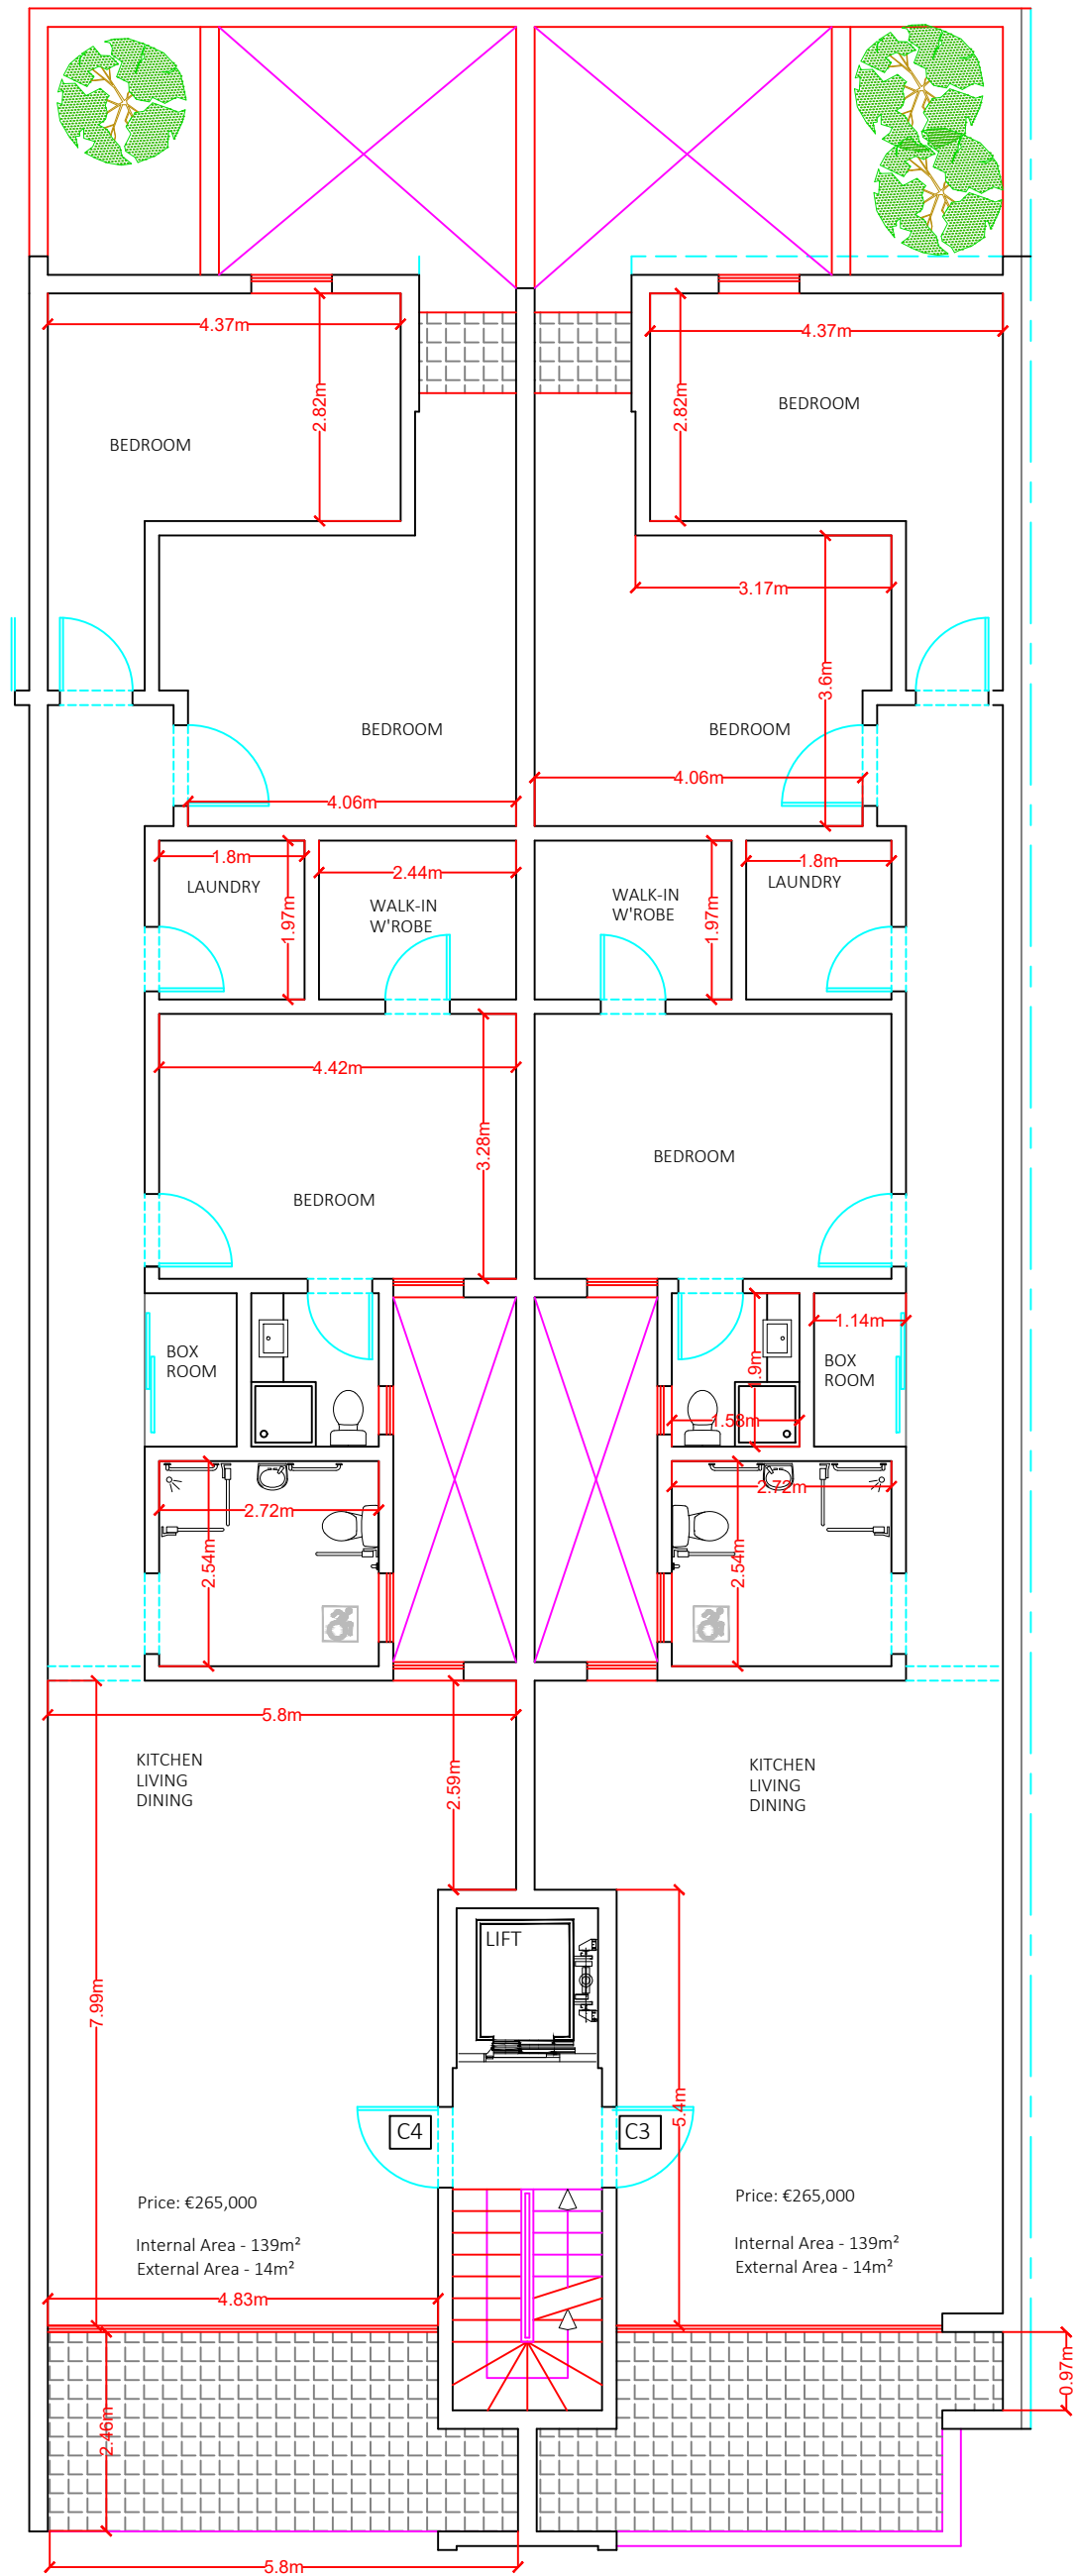 4.37m
4.37m
2.82m
2.82m
BEDROOM
BEDROOM
3.17m
3.6m
BEDROOM
BEDROOM
4.06m
4.06m
1.8m
1.8m
LAUNDRY
LAUNDRY
2.44m
1.97m
1.97m
WALK-IN
W'ROBE
WALK-IN
W'ROBE
4.42m
3.28m
BEDROOM
BEDROOM
1.14m
BOX
ROOM
BOX
ROOM
1.9m
1.58m
2.72m
2.72m
2.54m
2.54m
5.8m
KITCHEN
LIVING
DINING
KITCHEN
LIVING
DINING
2.59m
LIFT
7.99m
5.4m
C4
C3
Price: €265,000
Internal Area - 139m²
External Area - 14m²
Price: €265,000
Internal Area - 139m²
External Area - 14m²
4.83m
0.97m
2.46m
5.8m